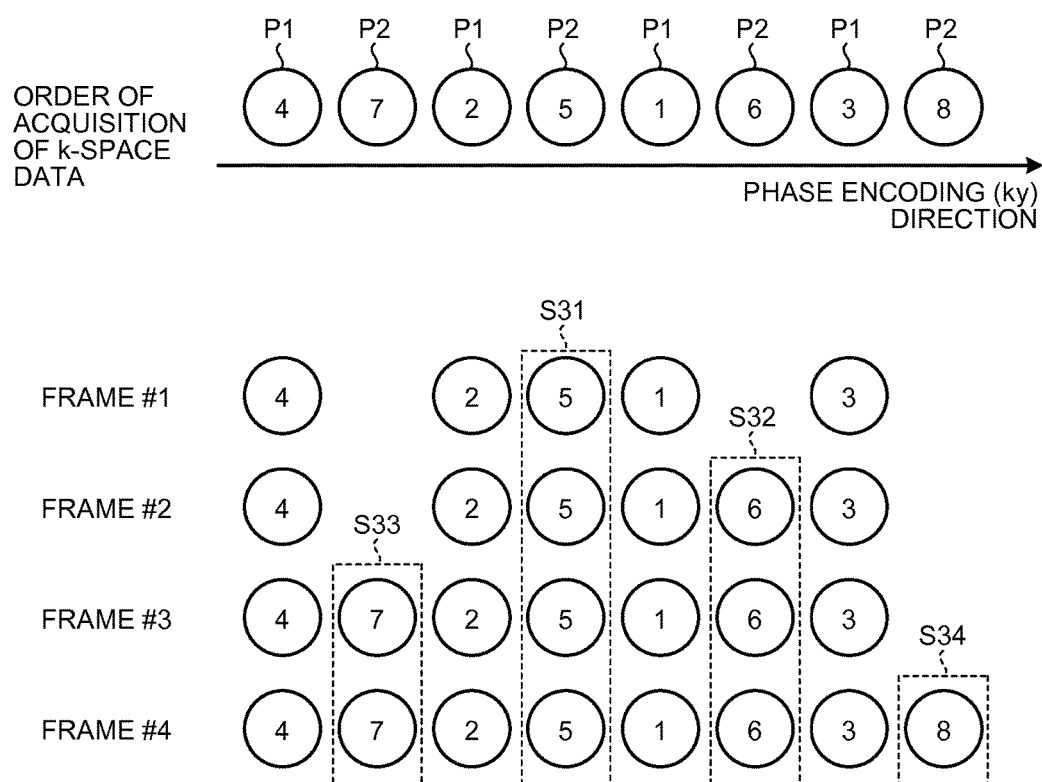 P1 P2 P1 P2 P1 P2 P1 P2
ORDER OF
ACQUISITION
OF k-SPACE
DATA
4 7 2 5 1 6 3 8
PHASE ENCODING (ky)
DIRECTION
S31
FRAME #1 4 2 5 1 3
S32
FRAME #2 4 2 5 1 6 3
S33
FRAME #3 4 7 2 5 1 6 3
S34
FRAME #4 4 7 2 5 1 6 3 8